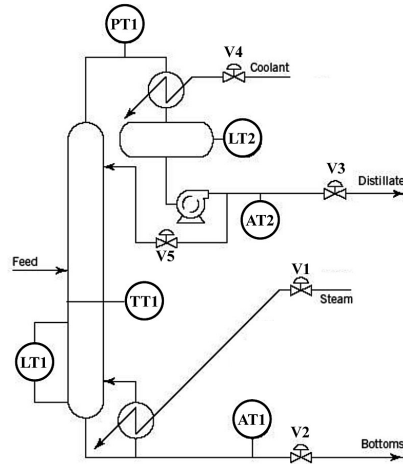 PT1
V4
Coolant
LT2
V3
Distillate
AT2
V5
Feed
V1
TT1
Steam
LT1
AT1
V2
Bottoms